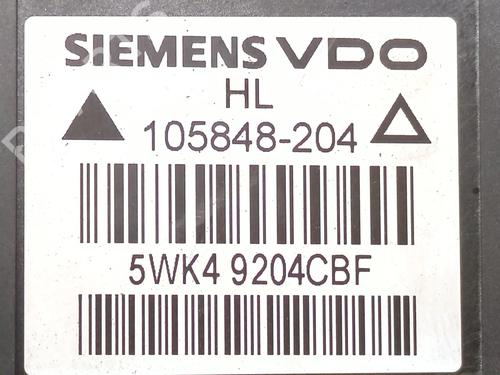 SIEMENS VDO
HL
105848-204
5WK4 9204CBF